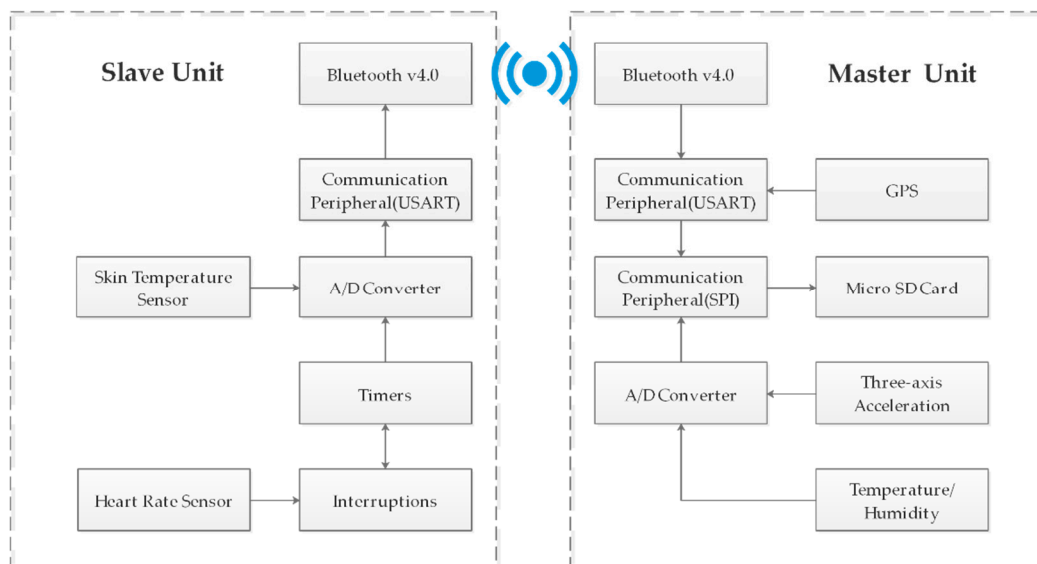 Slave Unit
Bluetooth v4.0
Communication
Peripheral(USART)
Skin Temperature
Sensor
A/D Converter
Timers
Heart Rate Sensor
Interruptions
Master Unit
Bluetooth v4.0
Communication
Peripheral(USART)
GPS
Communication
Peripheral(SPI)
Micro SD Card
A/D Converter
Three-axis
Acceleration
Temperature/
Humidity